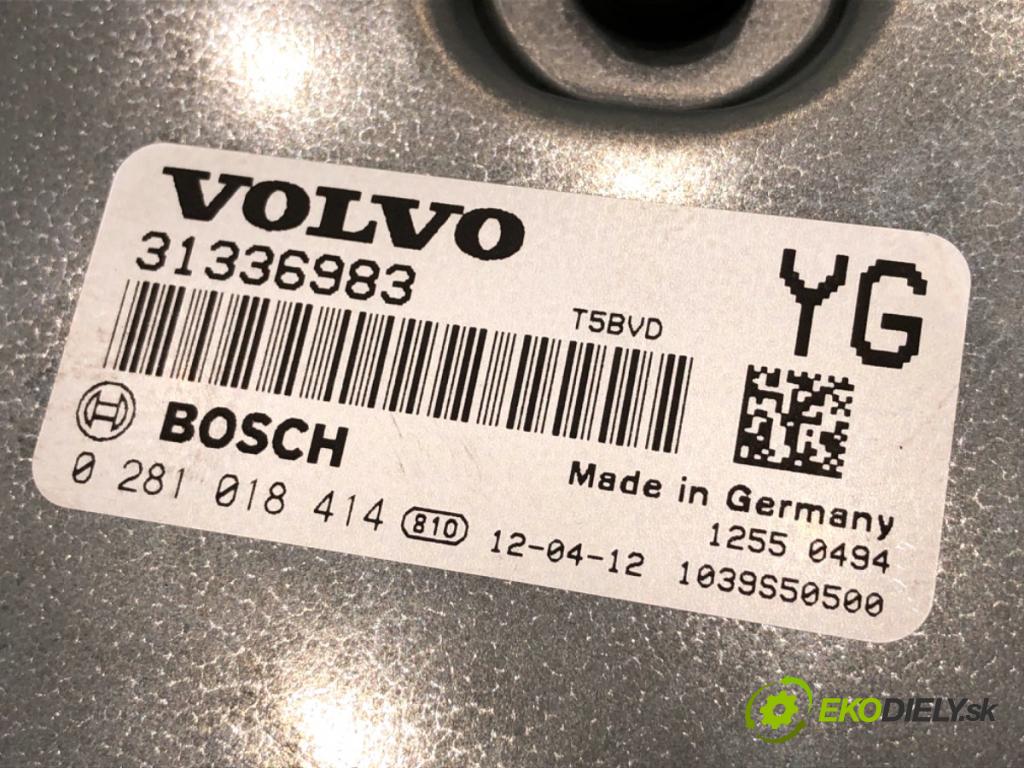 VOLVO
31336983
YG
T5BVD
BOSCH
Made in Germany
0 281 018 414 810 12-04-12
1255 0494
1039S50500
EKODIELY.sk